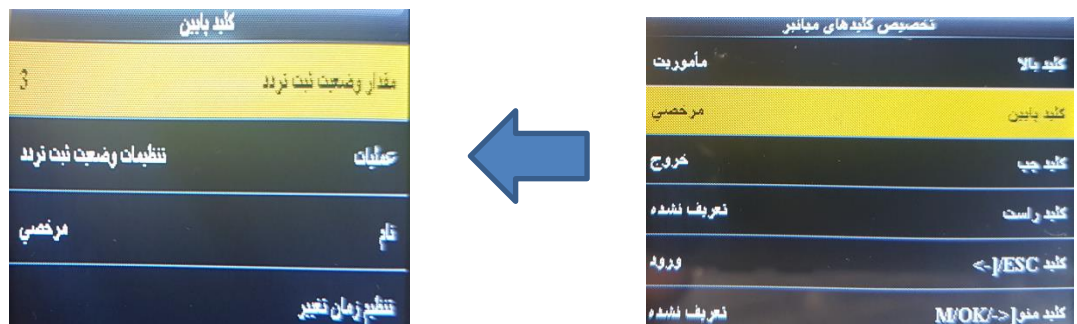 تخصیص کلیدهای میانبر
کلید بالا مأموریت
کلید پایین مرخصي
کلید چپ خروج
کلید راست تعریف نشده
کلید ESC/[->
ورود
کلید منو[<-/M/OK تعریف نشده
کلید پایین
مقدار وضعیت ثبت تردد 3
عملیات تنظیمات وضعیت ثبت تردد
نام مرخصي
تنظیم زمان تغییر